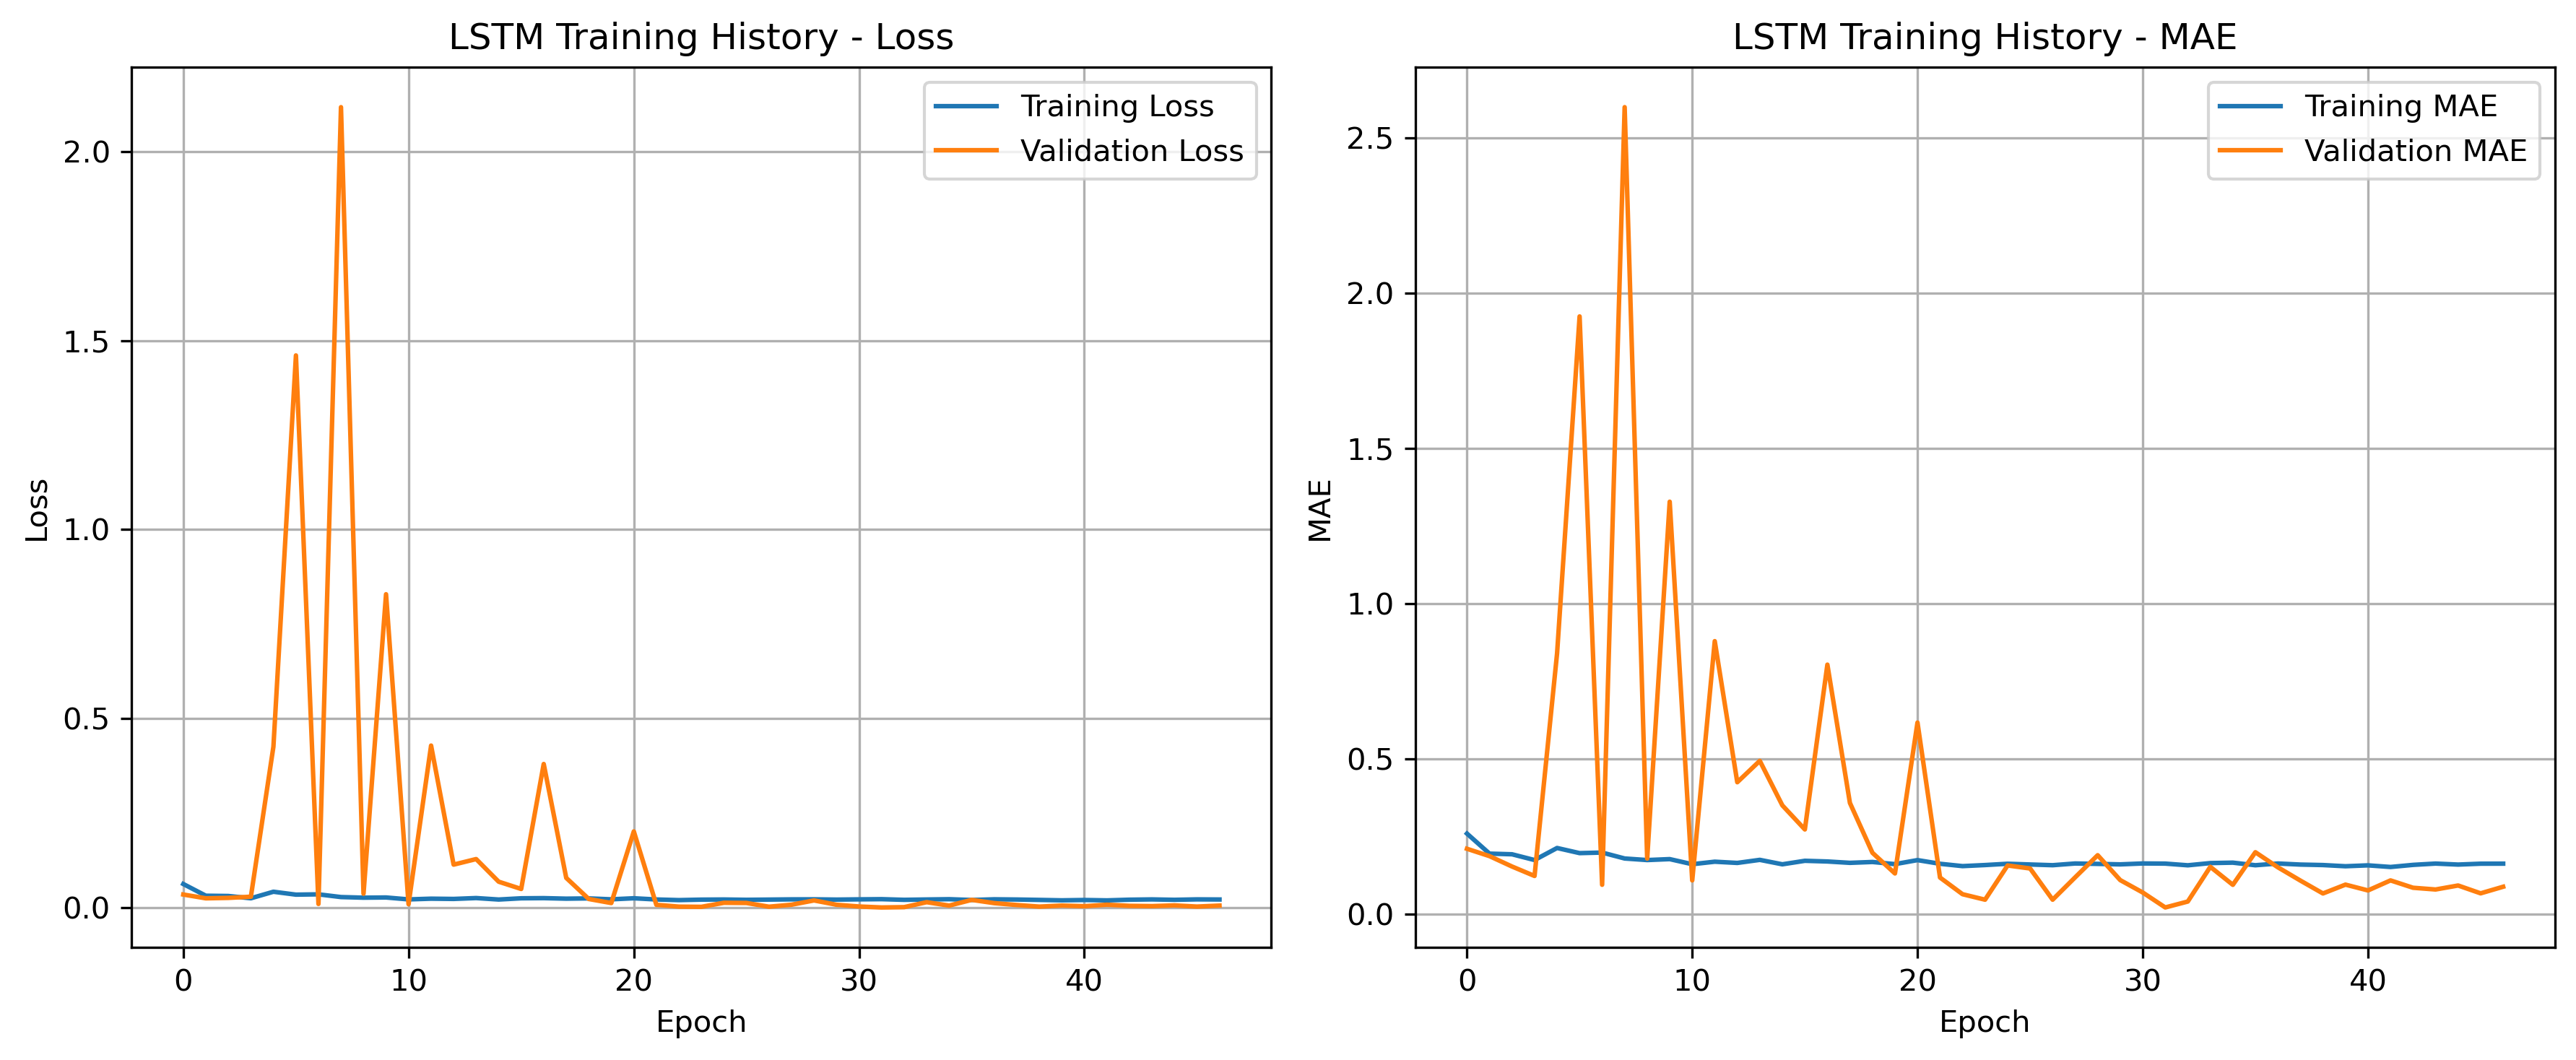 LSTM Training History - Loss
Training Loss
Validation Loss
2.0
1.5
1.0
0.5
0.0
Loss
0
10
20
30
40
Epoch
LSTM Training History - MAE
Training MAE
Validation MAE
2.5
2.0
1.5
1.0
0.5
0.0
MAE
0
10
20
30
40
Epoch